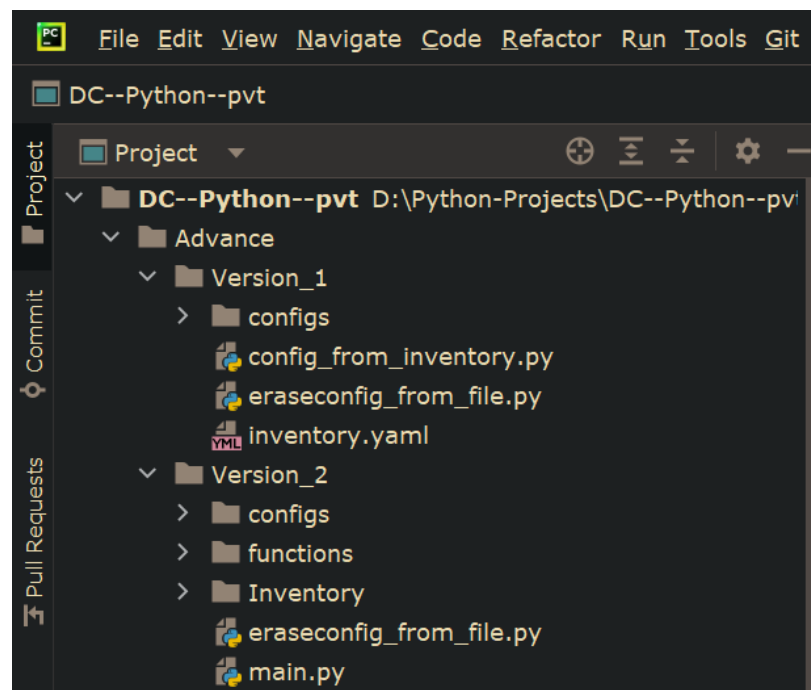 PC
File Edit View Navigate Code Refactor Run Tools Git
DC--Python--pvt
Project
DC--Python--pvt D:\Python-Projects\DC--Python--pvt
Advance
Version_1
configs
config_from_inventory.py
eraseconfig_from_file.py
YML inventory.yaml
Version_2
configs
functions
Inventory
eraseconfig_from_file.py
main.py
Project
Commit
Pull Requests